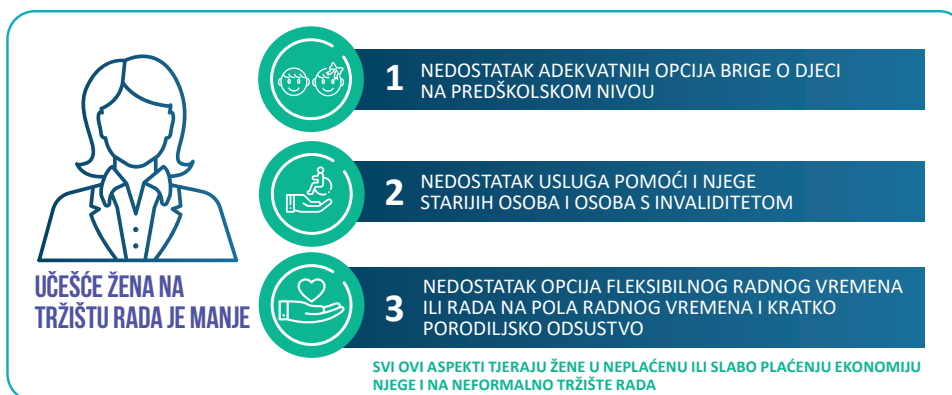 1
NEDOSTATAK ADEKVATNIH OPCIJA BRIGE O DJECI
NA PREDŠKOLSKOM NIVOU
2
NEDOSTATAK USLUGA POMOĆI I NJEGE
STARIJIH OSOBA I OSOBA S INVALIDITETOM
UČEŠĆE ŽENA NA
TRŽIŠTU RADA JE MANJE
3
NEDOSTATAK OPCIJA FLEKSIBILNOG RADNOG VREMENA
ILI RADA NA POLA RADNOG VREMENA I KRATKO
PORODILJSKO ODSUSTVO
SVI OVI ASPEKTI TJERAJU ŽENE U NEPLAĆENU ILI SLABO PLAĆENJU EKONOMIJU
NJEGE I NA NEFORMALNO TRŽIŠTE RADA